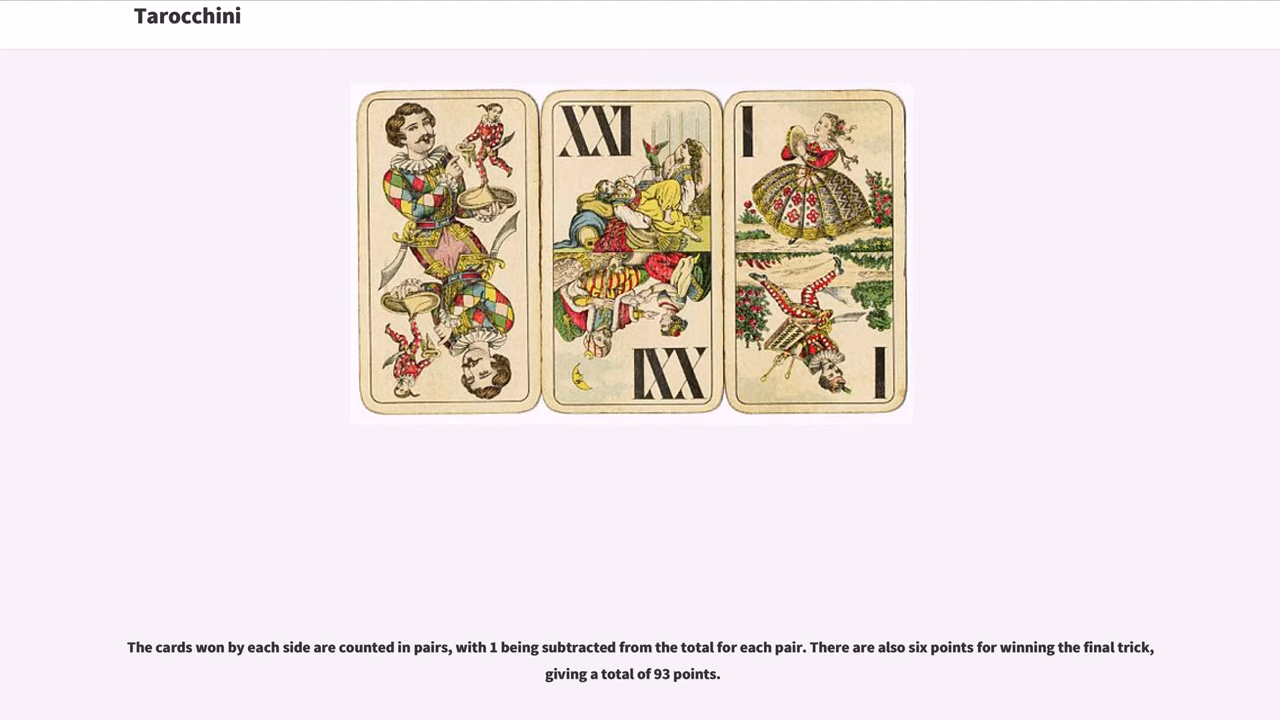 Tarocchini
XXI
I
XXI
I
The cards won by each side are counted in pairs, with 1 being subtracted from the total for each pair. There are also six points for winning the final trick,
giving a total of 93 points.